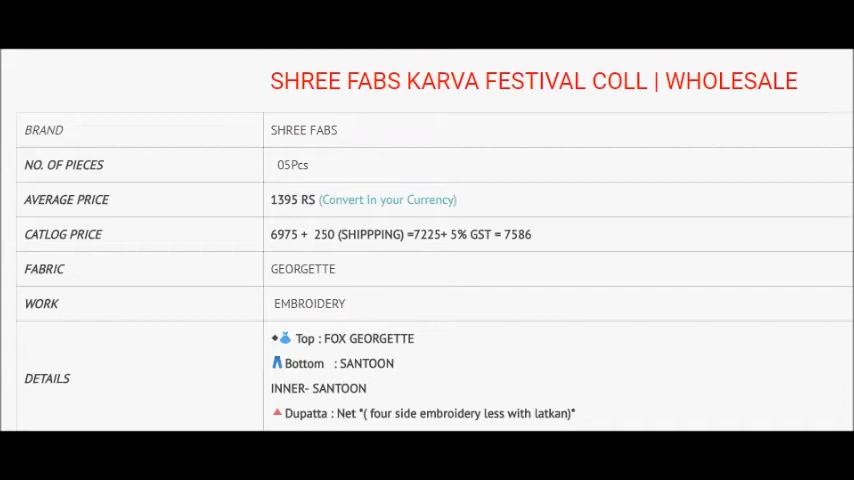 SHREE FABS KARVA FESTIVAL COLL | WHOLESALE
BRAND SHREE FABS
NO. OF PIECES 05Pcs
AVERAGE PRICE 1395 RS (Convert in your Currency)
CATLOG PRICE 6975 + 250 (SHIPPPING) =7225+ 5% GST = 7586
FABRIC GEORGETTE
WORK EMBROIDERY
DETAILS
◆👗 Top : FOX GEORGETTE
👖Bottom : SANTOON
INNER- SANTOON
🔺Dupatta : Net *( four side embroidery less with latkan)*